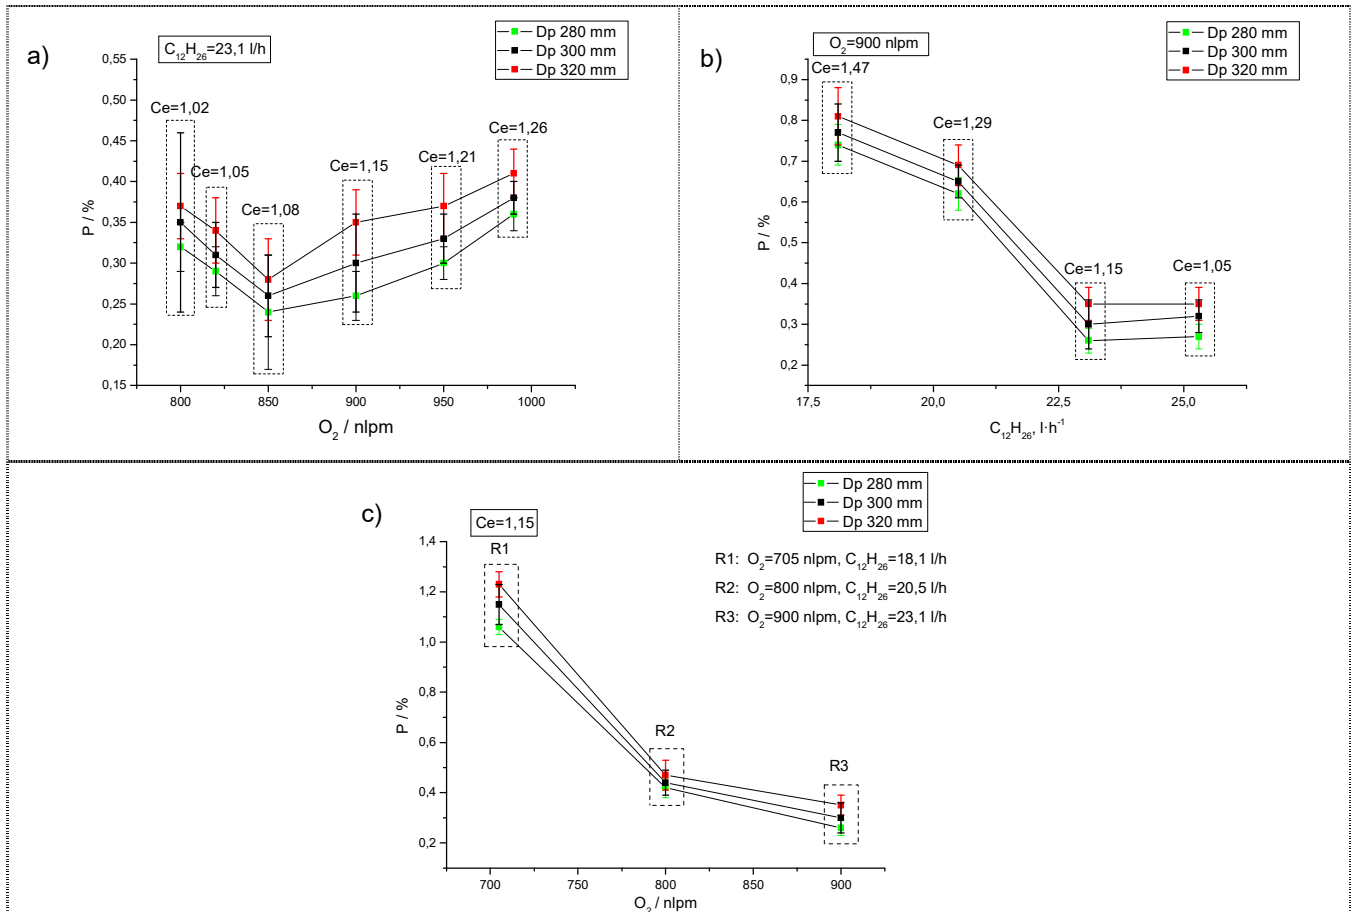 a)
C₁₂H₂₆=23,1 l/h
Dp 280 mm
Dp 300 mm
Dp 320 mm
0,55
0,50
0,45
0,40
0,35
0,30
0,25
0,20
0,15
P / %
Ce=1,02
Ce=1,05
Ce=1,08
Ce=1,15
Ce=1,21
Ce=1,26
800 850 900 950 1000
O₂ / nlpm
b)
O₂=900 nlpm
Dp 280 mm
Dp 300 mm
Dp 320 mm
0,9
0,8
0,7
0,6
0,5
0,4
0,3
0,2
P / %
Ce=1,47
Ce=1,29
Ce=1,15
Ce=1,05
17,5 20,0 22,5 25,0
C₁₂H₂₆, l·h⁻¹
c)
Ce=1,15
Dp 280 mm
Dp 300 mm
Dp 320 mm
R1: O₂=705 nlpm, C₁₂H₂₆=18,1 l/h
R2: O₂=800 nlpm, C₁₂H₂₆=20,5 l/h
R3: O₂=900 nlpm, C₁₂H₂₆=23,1 l/h
1,4
1,2
1,0
0,8
0,6
0,4
0,2
P / %
R1
R2
R3
700 750 800 850 900
O₂ / nlpm